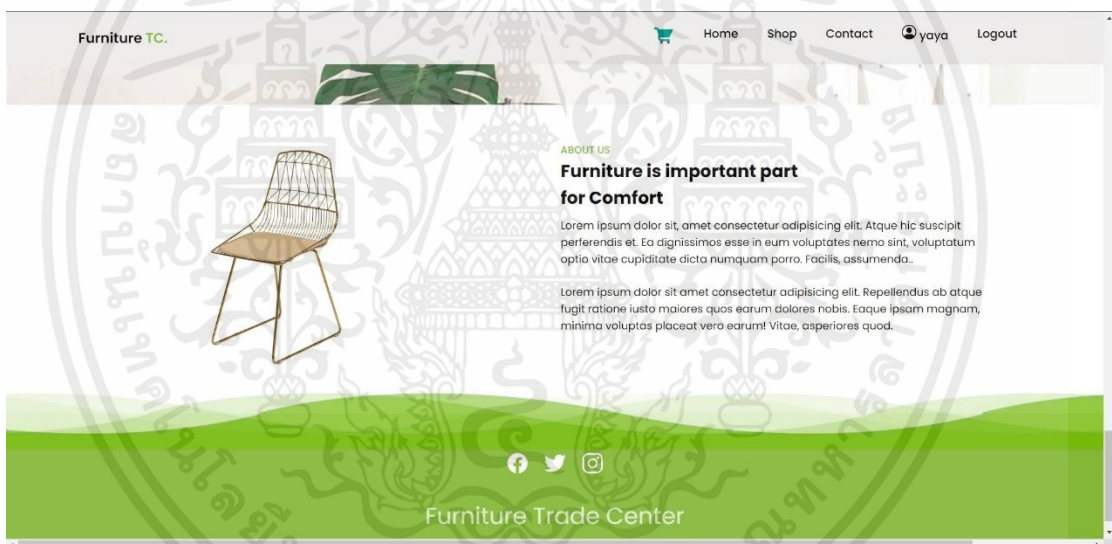 Furniture TC.
Home Shop Contact yaya Logout
ABOUT US
Furniture is important part
for Comfort
Lorem ipsum dolor sit, amet consectetur adipisicing elit. Atque hic suscipit
perferendis et. Ea dignissimos esse in eum voluptates nemo sint, voluptatum
optio vitae cupiditate dicta numquam porro. Facilis, assumenda..
Lorem ipsum dolor sit amet consectetur adipisicing elit. Repellendus ab atque
fugit ratione iusto maiores quos earum dolores nobis. Eaque ipsam magnam,
minima voluptas placeat vero earum! Vitae, asperiores quod.
Furniture Trade Center